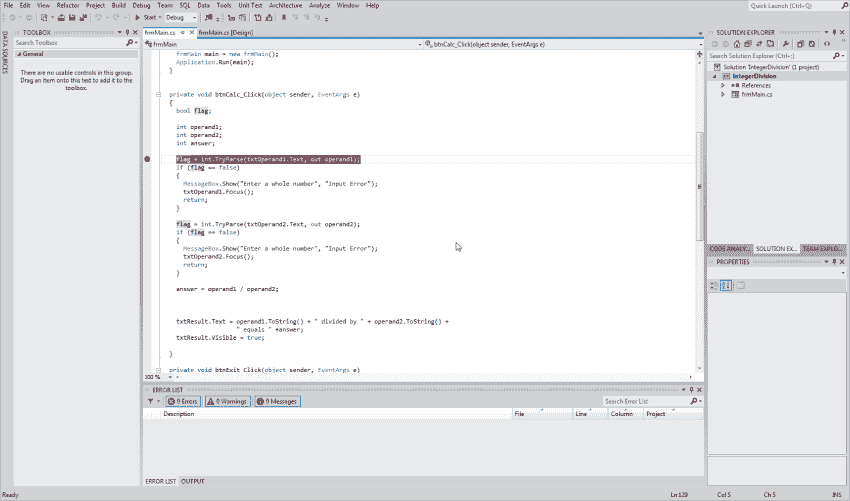 Quick Launch (Ctrl+Q)
File Edit View Refactor Project Build Debug Team SQL Data Tools Unit Test Architecture Analyze Window Help
Start Debug
DATA SOURCES
TOOLBOX
Search Toolbox
General
There are no usable controls in this group.
Drag an item onto this text to add it to the
toolbox.
frmMain.cs frmMain.cs [Design]
frmMain btnCalc_Click(object sender, EventArgs e)
frmMain main = new frmMain();
Application.Run(main);
}
private void btnCalc_Click(object sender, EventArgs e)
{
bool flag;
int operand1;
int operand2;
int answer;
flag = int.TryParse(txtOperand1.Text, out operand1);
if (flag == false)
{
MessageBox.Show("Enter a whole number", "Input Error");
txtOperand1.Focus();
return;
}
flag = int.TryParse(txtOperand2.Text, out operand2);
if (flag == false)
{
MessageBox.Show("Enter a whole number", "Input Error");
txtOperand2.Focus();
return;
}
answer = operand1 / operand2;
txtResult.Text = operand1.ToString() + " divided by " + operand2.ToString() +
" equals " +answer;
txtResult.Visible = true;
}
private void btnExit_Click(object sender, EventArgs e)
100 %
SOLUTION EXPLORER
Search Solution Explorer (Ctrl+;)
Solution 'IntegerDivision' (1 project)
IntegerDivision
References
frmMain.cs
CODE ANALY... SOLUTION EX... TEAM EXPLO...
PROPERTIES
ERROR LIST
0 Errors 0 Warnings 0 Messages
Search Error List
Description File Line Column Project
ERROR LIST OUTPUT
Ready Ln 129 Col 5 Ch 5 INS